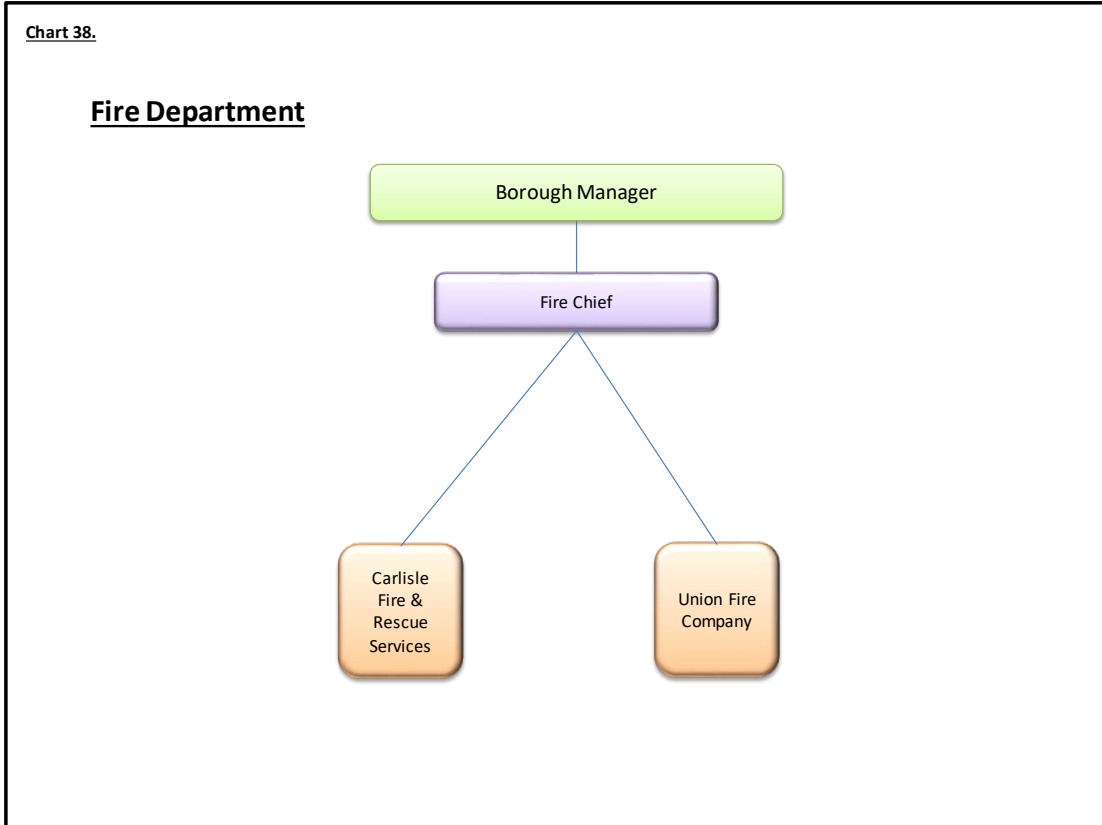 Chart 38.
Fire Department
Borough Manager
Fire Chief
Carlisle
Fire &
Rescue
Services
Union Fire
Company